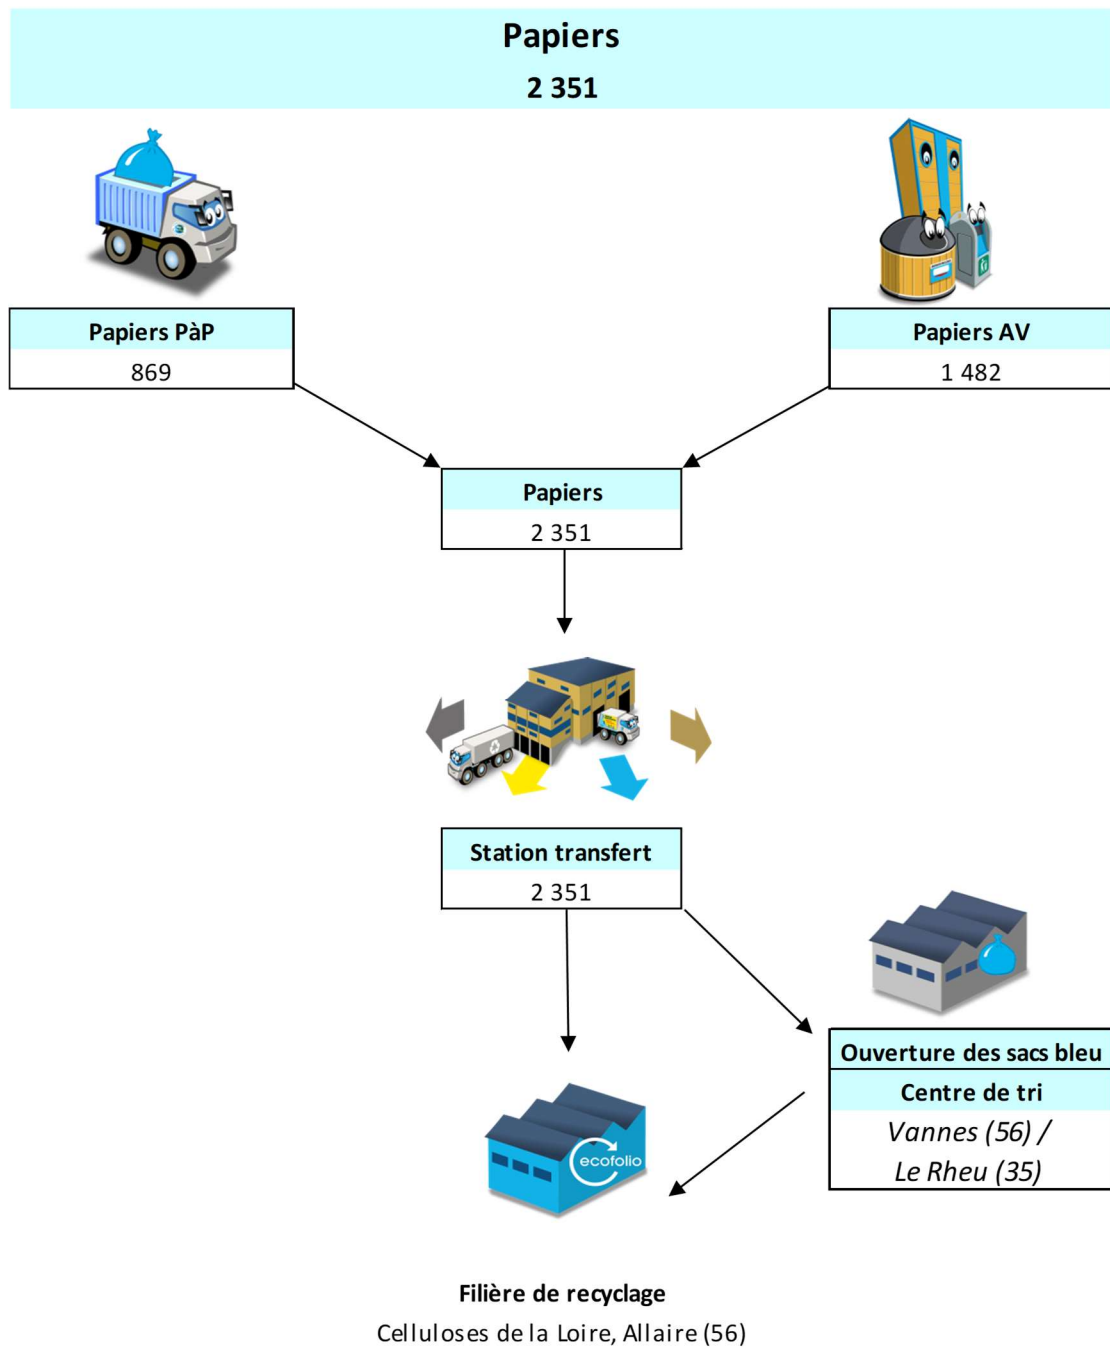 Papiers
2 351
Papiers PàP
869
Papiers AV
1 482
Papiers
2 351
Station transfert
2 351
Ouverture des sacs bleu
Centre de tri
Vannes (56) /
Le Rheu (35)
ecofolio
Filière de recyclage
Celluloses de la Loire, Allaire (56)